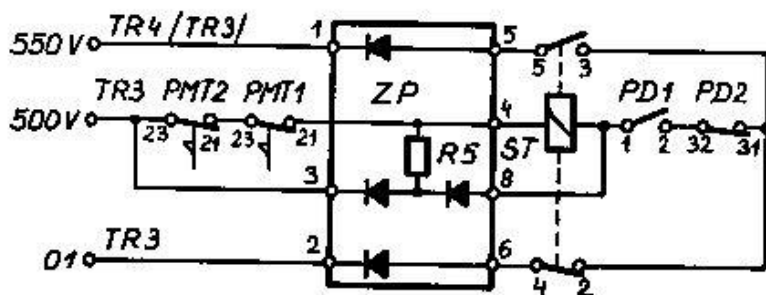 550V TR4/TR3/ 1 5 5 3
ZP
500V TR3 PMT2 PMT1 4 PD1 PD2
23 21 23 21 1 2 32 31
R5 ST
3 8
01 TR3 2 6 4 2